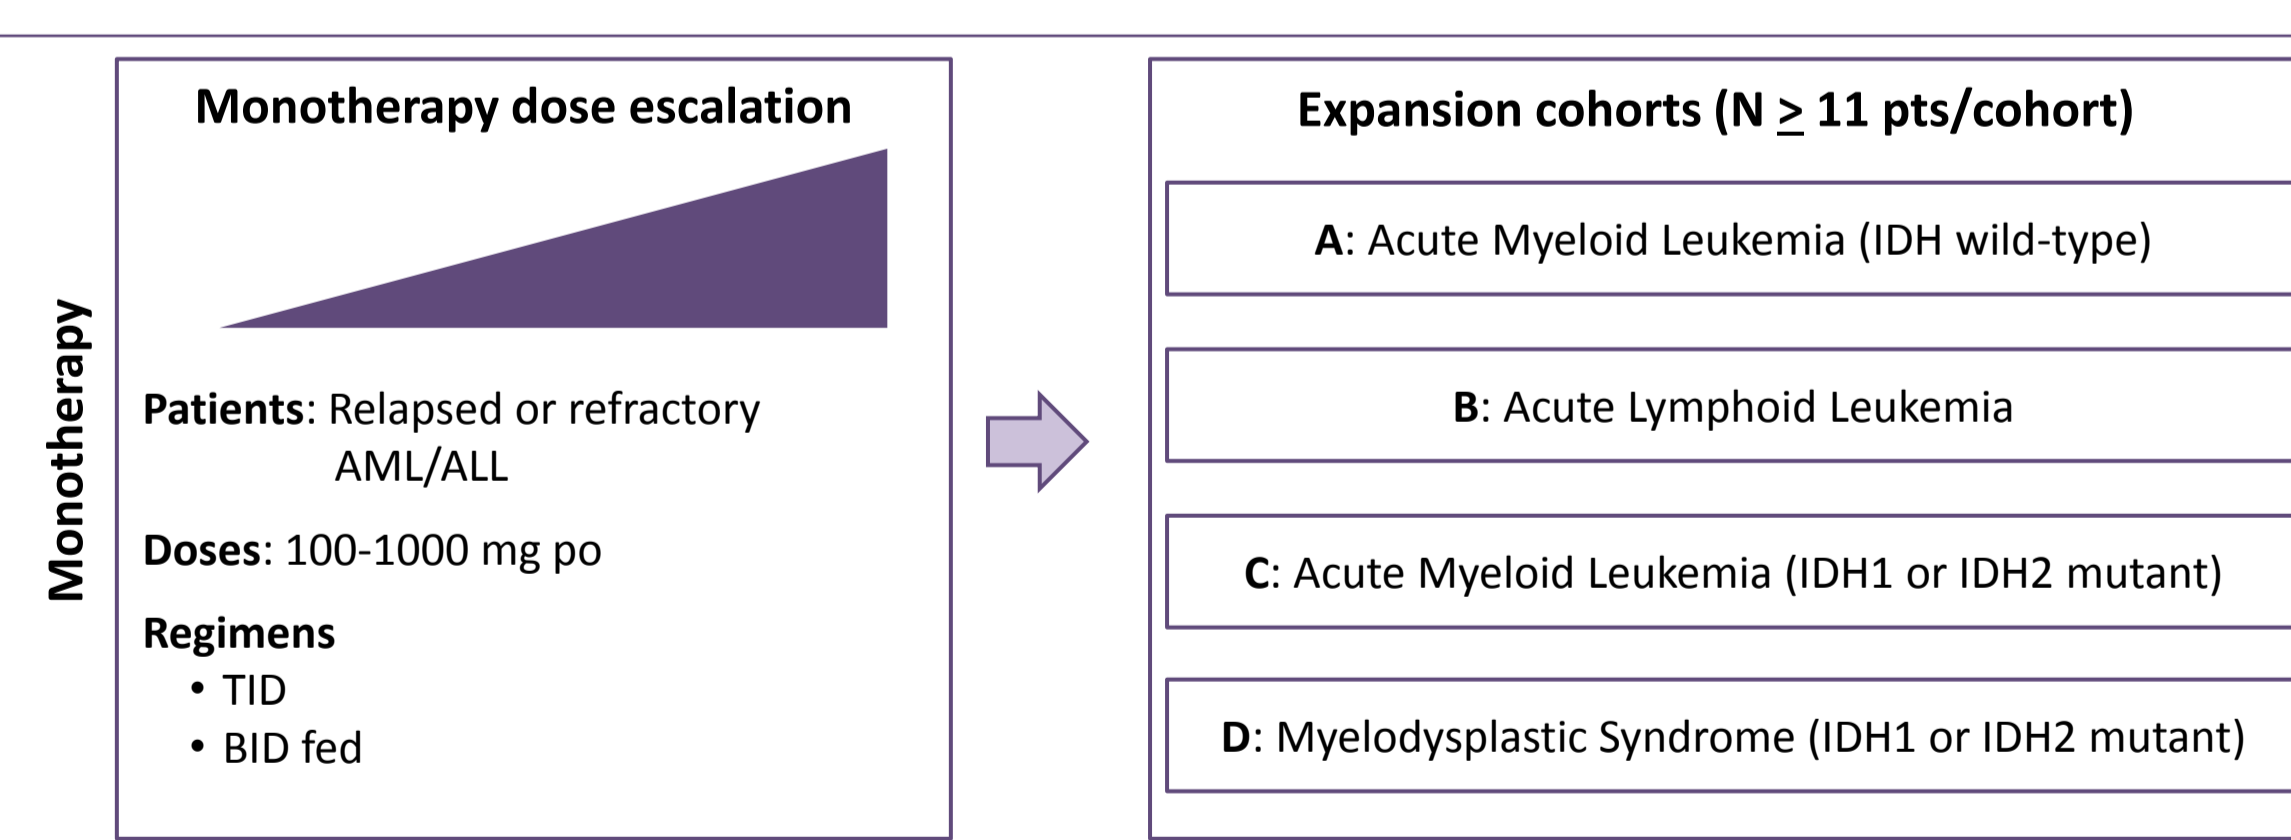 Monotherapy
Monotherapy dose escalation
Patients: Relapsed or refractory
AML/ALL
Doses: 100-1000 mg po
Regimens
• TID
• BID fed
Expansion cohorts (N ≥ 11 pts/cohort)
A: Acute Myeloid Leukemia (IDH wild-type)
B: Acute Lymphoid Leukemia
C: Acute Myeloid Leukemia (IDH1 or IDH2 mutant)
D: Myelodysplastic Syndrome (IDH1 or IDH2 mutant)